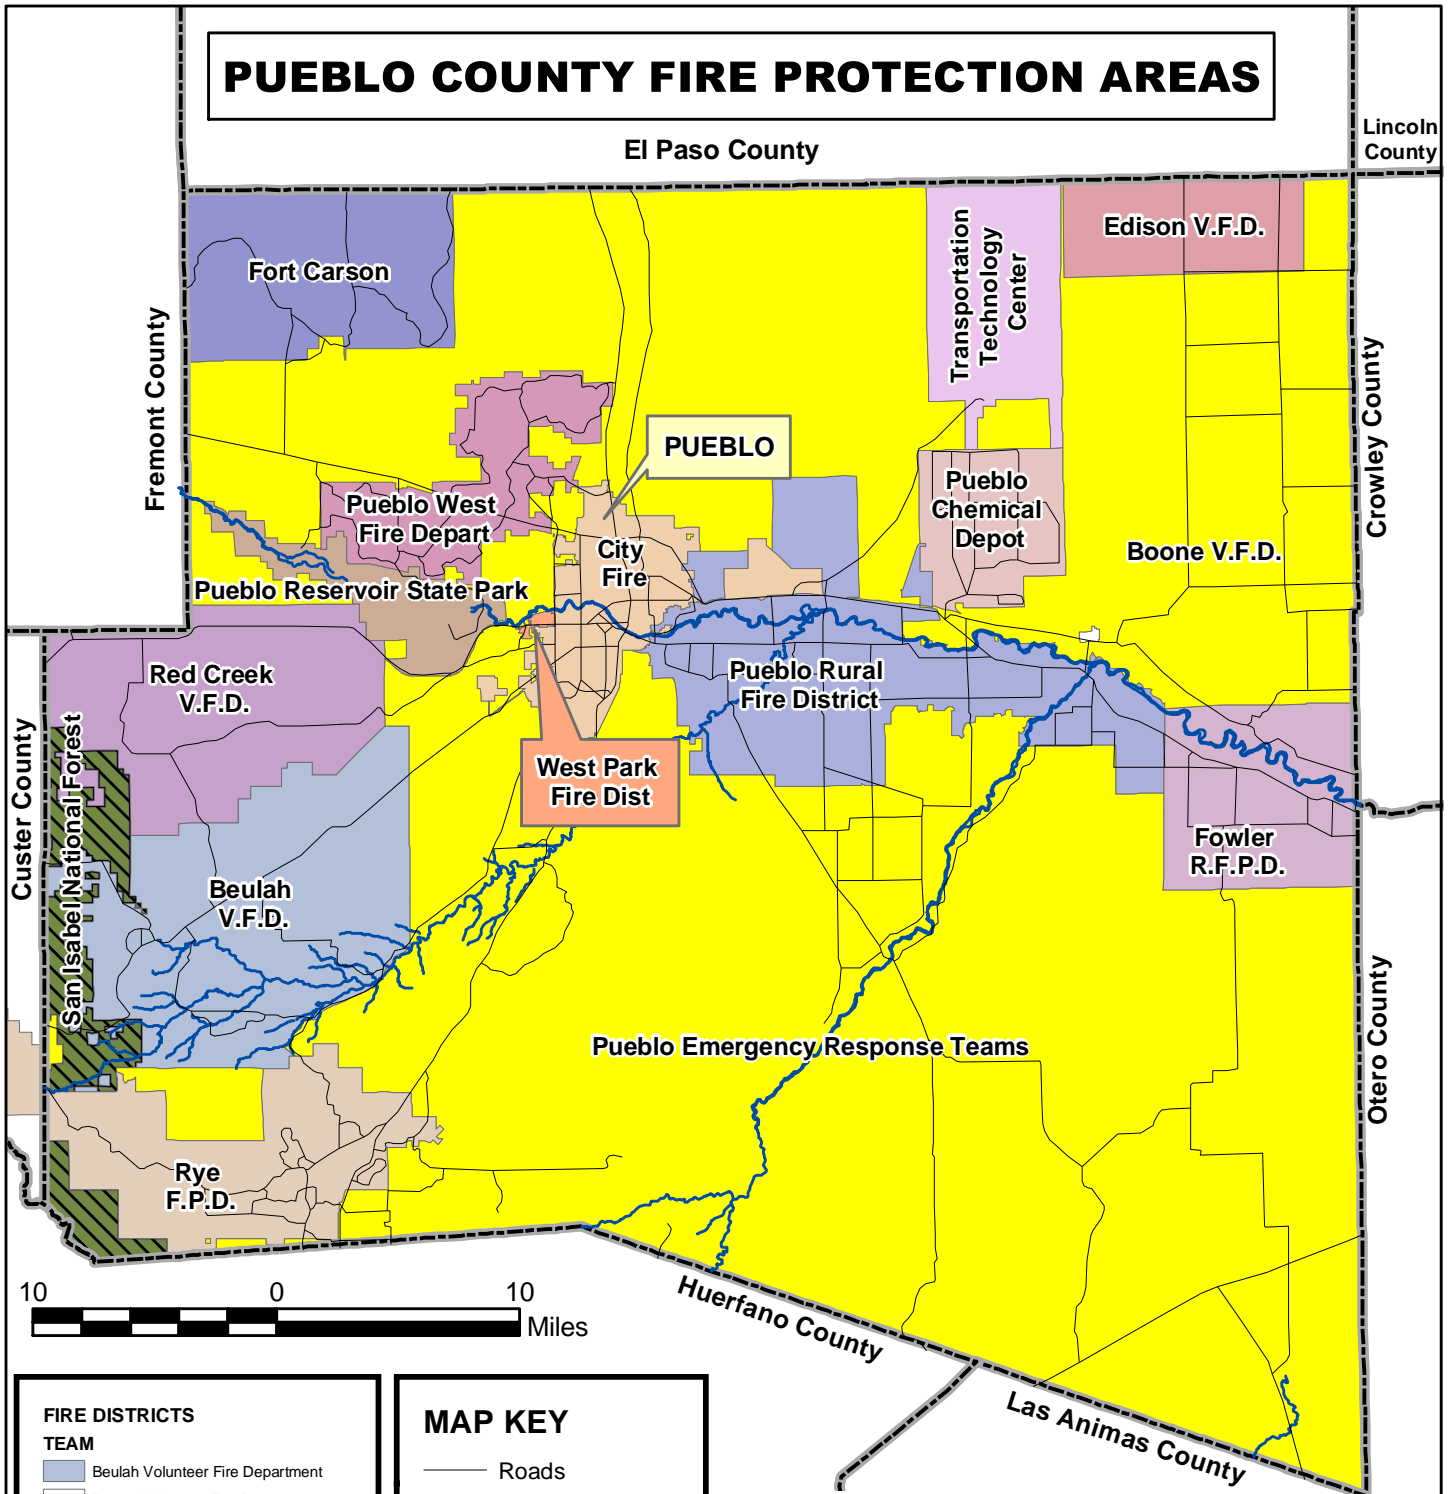 PUEBLO COUNTY FIRE PROTECTION AREAS
Lincoln
County
El Paso County
Edison V.F.D.
Transportation
Technology
Center
Fort Carson
Fremont County
Crowley County
PUEBLO
Pueblo
Chemical
Depot
Pueblo West
Fire Depart
City
Fire
Boone V.F.D.
Pueblo Reservoir State Park
Red Creek
V.F.D.
Pueblo Rural
Fire District
West Park
Fire Dist
Custer County
San Isabel National Forest
Fowler
R.F.P.D.
Beulah
V.F.D.
Pueblo Emergency Response Teams
Otero County
Rye
F.P.D.
10 0 10
Miles
Huerfano County
Las Animas County
FIRE DISTRICTS
TEAM
Beulah Volunteer Fire Department
MAP KEY
Roads